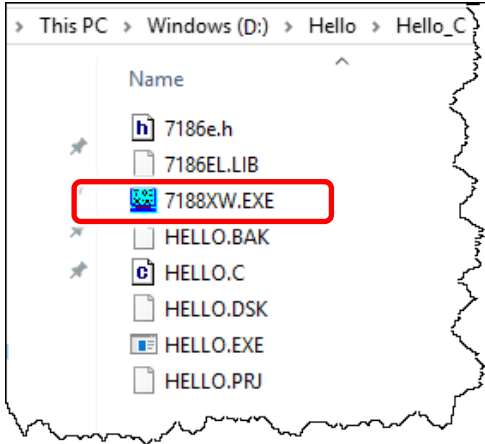 > This PC > Windows (D:) > Hello > Hello_C
Name
7186e.h
7186EL.LIB
7188XW.EXE
HELLO.BAK
HELLO.C
HELLO.DSK
HELLO.EXE
HELLO.PRJ